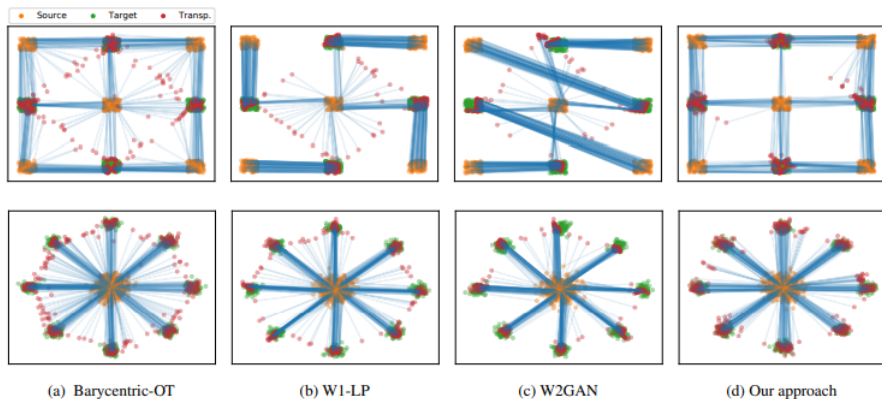 Source Target Transp.
(a) Barycentric-OT (b) W1-LP (c) W2GAN (d) Our approach